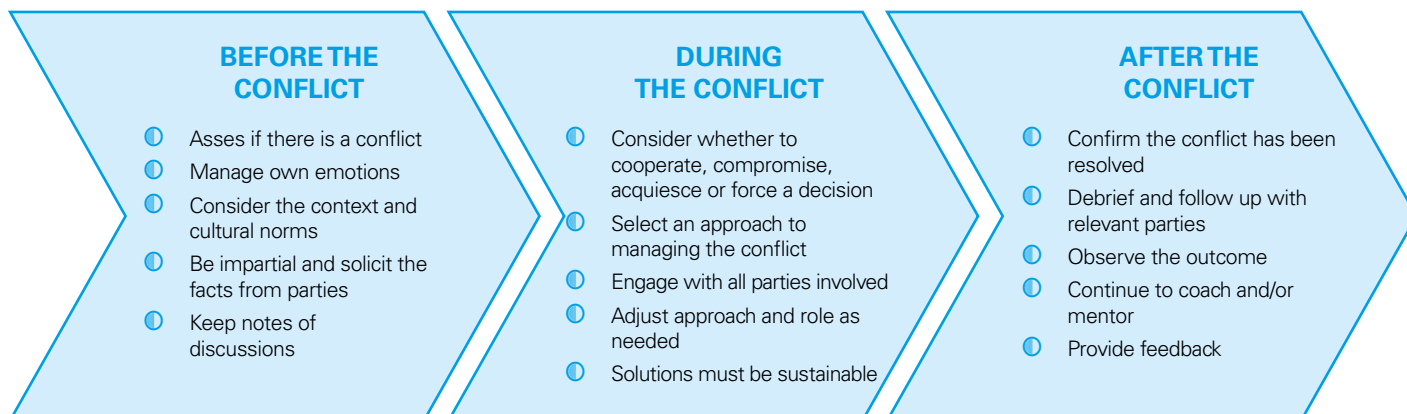 BEFORE THE
CONFLICT
Asses if there is a conflict
Manage own emotions
Consider the context and
cultural norms
Be impartial and solicit the
facts from parties
Keep notes of
discussions
DURING
THE CONFLICT
Consider whether to
cooperate, compromise,
acquiesce or force a decision
Select an approach to
managing the conflict
Engage with all parties involved
Adjust approach and role as
needed
Solutions must be sustainable
AFTER THE
CONFLICT
Confirm the conflict has been
resolved
Debrief and follow up with
relevant parties
Observe the outcome
Continue to coach and/or
mentor
Provide feedback